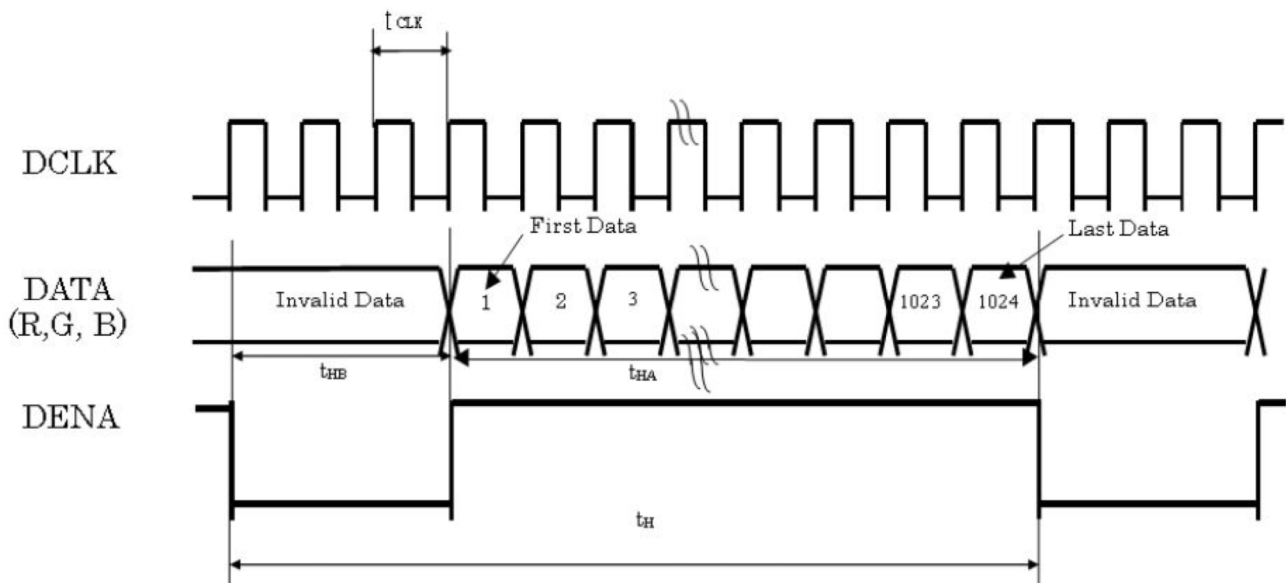 t CLK
DCLK
First Data
Last Data
DATA
(R,G, B)
Invalid Data
1
2
3
1023
1024
Invalid Data
tHB
tHA
DENA
tH